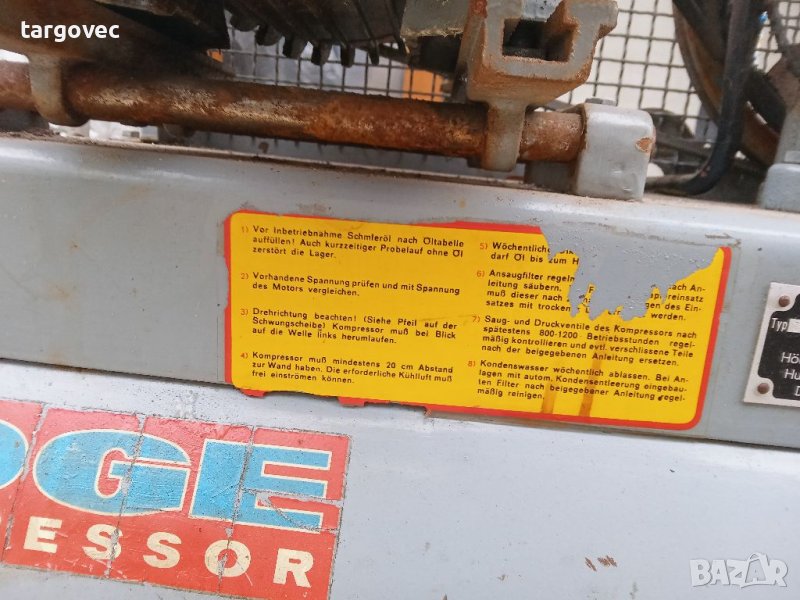 targovec
1) Vor Inbetriebnahme Schmieröl nach Öltabelle
auffüllen! Auch kurzzeitiger Probelauf ohne Öl
zerstört die Lager.
2) Vorhandene Spannung prüfen und mit Spannung
des Motors vergleichen.
3) Drehrichtung beachten! (Siehe Pfeil auf der
Schwungscheibe) Kompressor muß bei Blick
auf die Welle links herumlaufen.
4) Kompressor muß mindestens 20 cm Abstand
zur Wand haben. Die erforderliche Kühlluft muß
frei einströmen können.
5) Wöchentlich
darf Öl bis zum
6) Ansaugfilter nach An-
leitung säubern.
muß dieser nach des Ein-
satzes mit werden.
7) Saug- und Druckventile des Kompressors nach
spätestens 800-1200 Betriebsstunden regel-
mäßig kontrollieren und evtl. verschlissene Teile
nach der beigegebenen Anleitung ersetzen.
8) Kondenswasser wöchentlich ablassen. Bei An-
lagen mit autom. Kondensentleerung eingebau-
ten Filter nach beigegebener Anleitung regel-
mäßig reinigen.
Typ
OGE
ESSOR
BAZAR